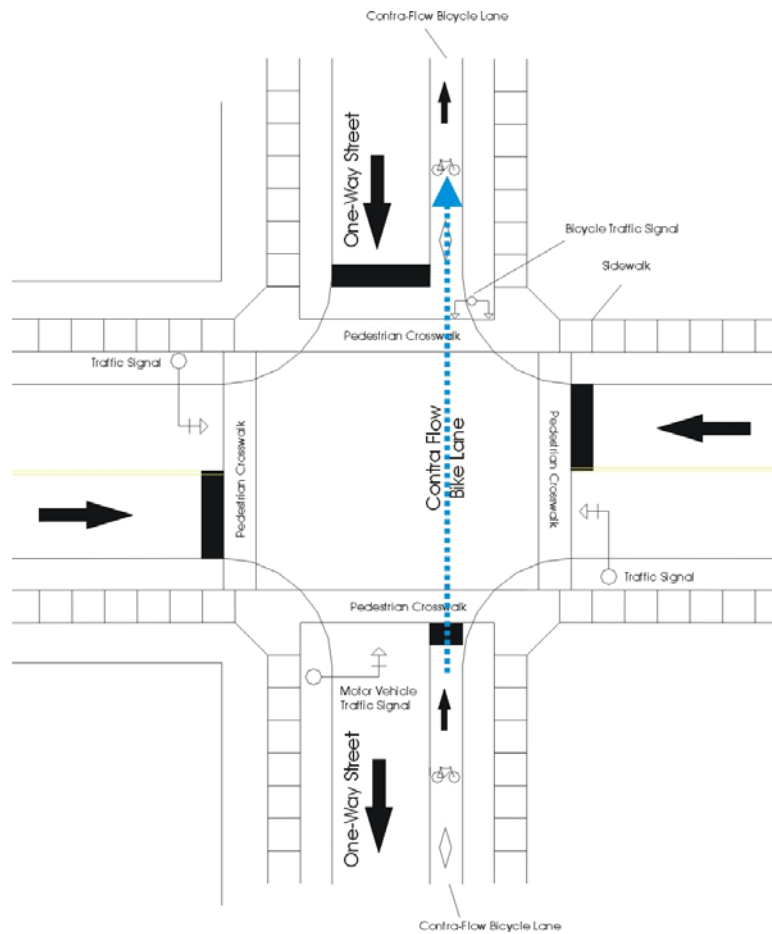 Contra-Flow Bicycle Lane
One-Way Street
Bicycle Traffic Signal
Sidewalk
Pedestrian Crosswalk
Traffic Signal
Pedestrian Crosswalk
Contra Flow
Bike Lane
Pedestrian Crosswalk
Traffic Signal
Pedestrian Crosswalk
Motor Vehicle
Traffic Signal
One-Way Street
Contra-Flow Bicycle Lane